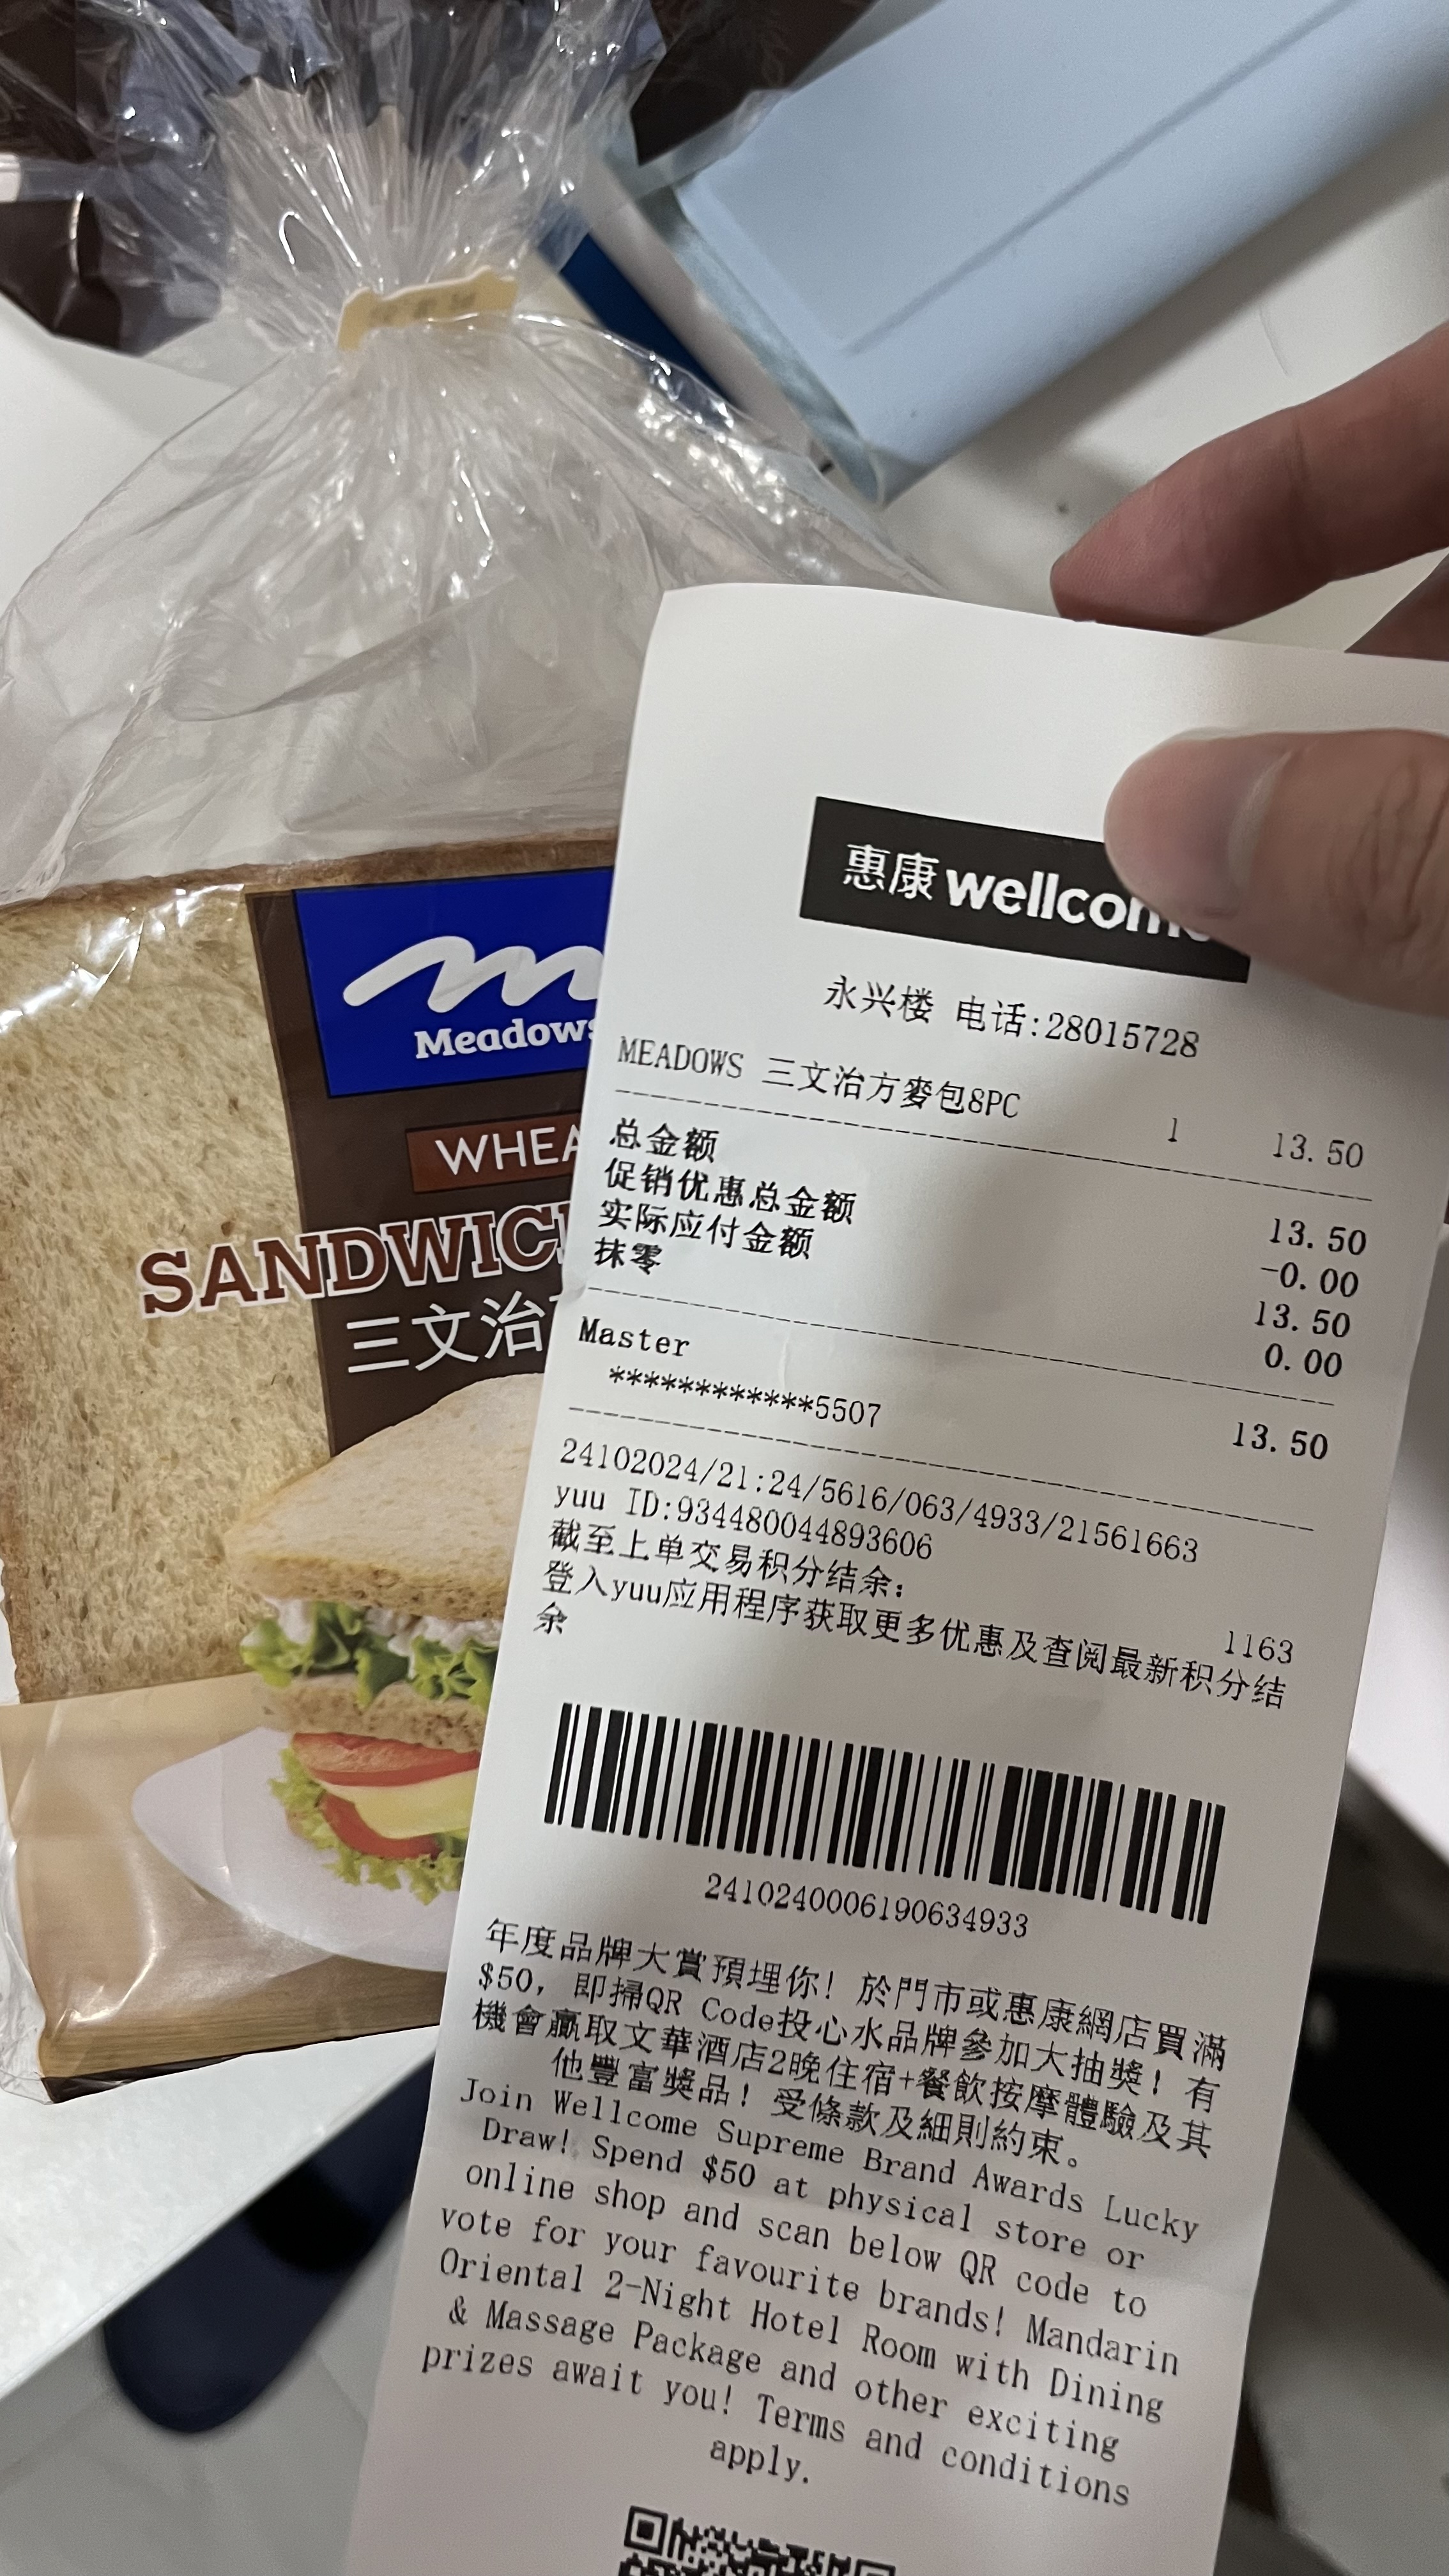 Meadows
WHEA
SANDWICH
三文治
惠康 wellcome
永兴楼 电话:28015728
MEADOWS 三文治方麥包8PC
1 13.50
总金额 13.50
促销优惠总金额 -0.00
实际应付金额 13.50
抹零 0.00
Master
************5507 13.50
24102024/21:24/5616/063/4933/21561663
yuu ID:934480044893606
截至上单交易积分结余: 1163
登入yuu应用程序获取更多优惠及查阅最新积分结
余
2410240006190634933
年度品牌大賞預埋你！於門市或惠康網店買滿
$50，即掃QR Code投心水品牌參加大抽獎！有
機會贏取文華酒店2晚住宿+餐飲按摩體驗及其
他豐富獎品！受條款及細則約束。
Join Wellcome Supreme Brand Awards Lucky
Draw! Spend $50 at physical store or
online shop and scan below QR code to
vote for your favourite brands! Mandarin
Oriental 2-Night Hotel Room with Dining
& Massage Package and other exciting
prizes await you! Terms and conditions
apply.